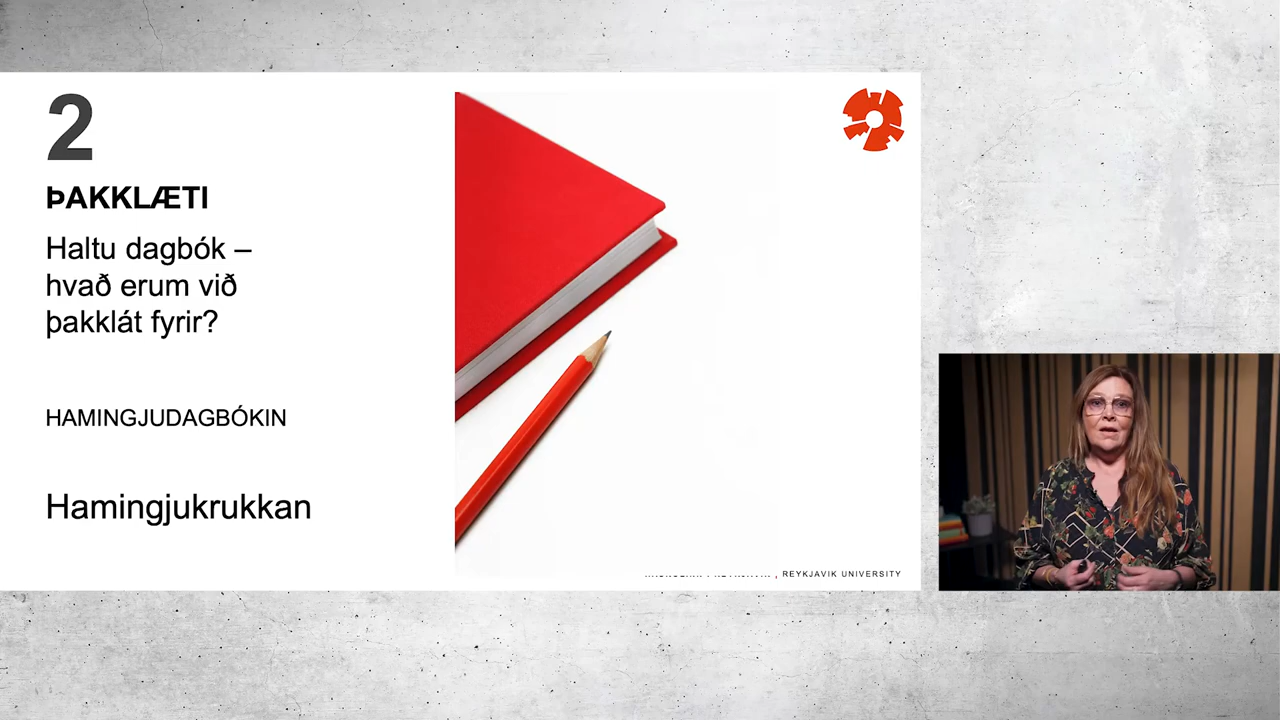 2
ÞAKKLÆTI
Haltu dagbók –
hvað erum við
þakklát fyrir?
HAMINGJUDAGBÓKIN
Hamingjukrukkan
REYKJAVIK UNIVERSITY